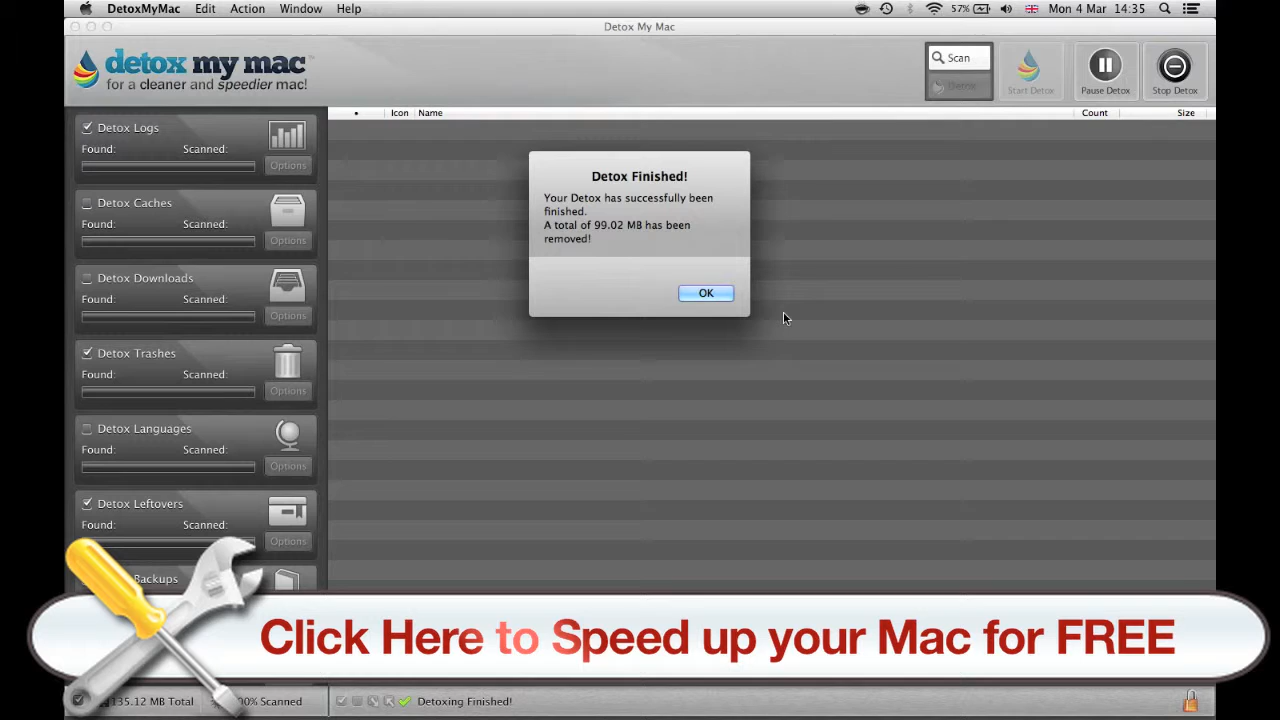 DetoxMyMac Edit Action Window Help 57% Mon 4 Mar 14:35
Detox My Mac
detox my mac™
for a cleaner and speedier mac!
Scan
Detox
Start Detox Pause Detox Stop Detox
Icon Name Count Size
Detox Logs
Found: Scanned:
Options
Detox Caches
Found: Scanned:
Options
Detox Downloads
Found: Scanned:
Options
Detox Trashes
Found: Scanned:
Options
Detox Languages
Found: Scanned:
Options
Detox Leftovers
Found: Scanned:
Options
Backups
Detox Finished!
Your Detox has successfully been
finished.
A total of 99.02 MB has been
removed!
OK
Click Here to Speed up your Mac for FREE
135.12 MB Total 00% Scanned Detoxing Finished!